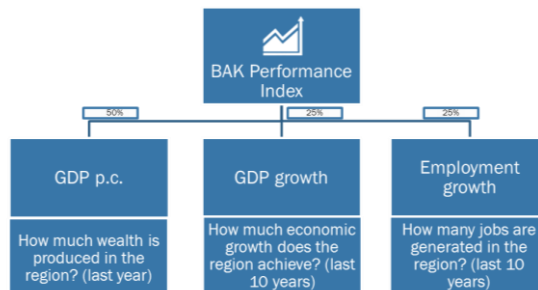 BAK Performance
Index
50%
25%
25%
GDP p.c.
GDP growth
Employment
growth
How much wealth is
produced in the
region? (last year)
How much economic
growth does the
region achieve? (last
10 years)
How many jobs are
generated in the
region? (last 10
years)